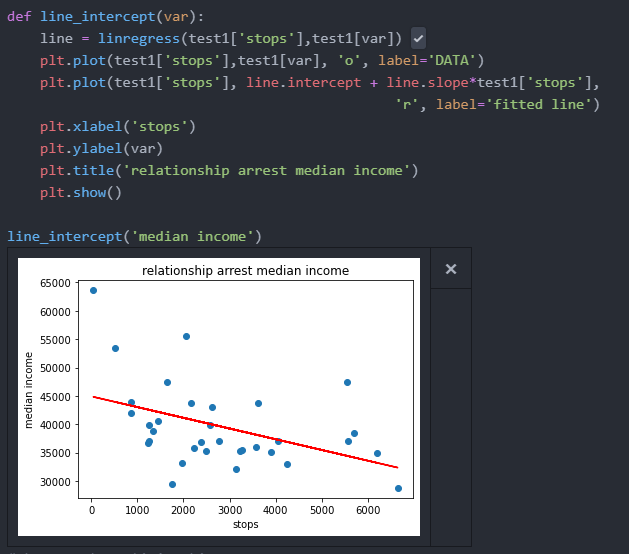 def line_intercept(var):
line = linregress(test1['stops'],test1[var])
plt.plot(test1['stops'],test1[var], 'o', label='DATA')
plt.plot(test1['stops'], line.intercept + line.slope*test1['stops'],
'r', label='fitted line')
plt.xlabel('stops')
plt.ylabel(var)
plt.title('relationship arrest median income')
plt.show()
line_intercept('median income')
relationship arrest median income
65000
60000
55000
50000
45000
40000
35000
30000
median income
0 1000 2000 3000 4000 5000 6000
stops